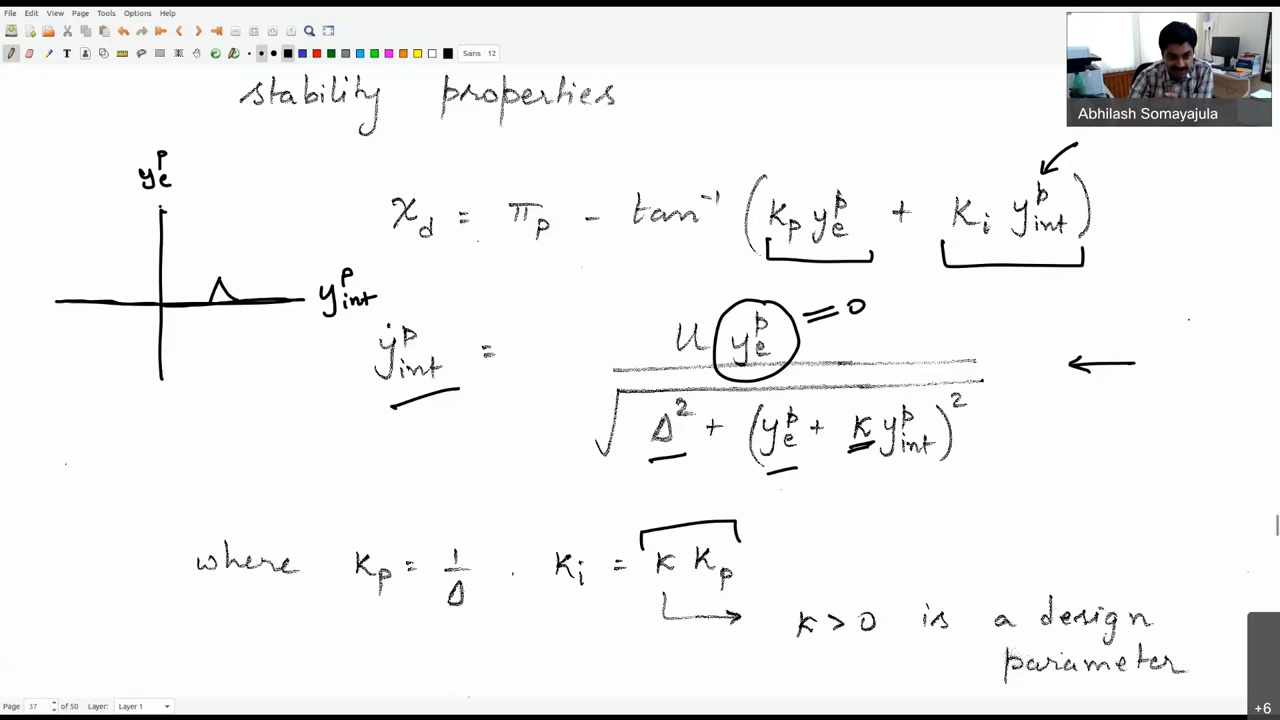 File Edit View Page Tools Options Help
Sans 12
Abhilash Somayajula
stability properties
y_e^p
χ_d = π_p - tan^-1 (K_p y_e^p + K_i y_int^p)
y_int^p
ẏ_int^p = U y_e^p = 0
√ Δ^2 + (y_e^p + κ y_int^p)^2
where K_p = 1/Δ . K_i = κ K_p
κ > 0 is a design
parameter
Page 37 of 50 Layer: Layer 1
+6